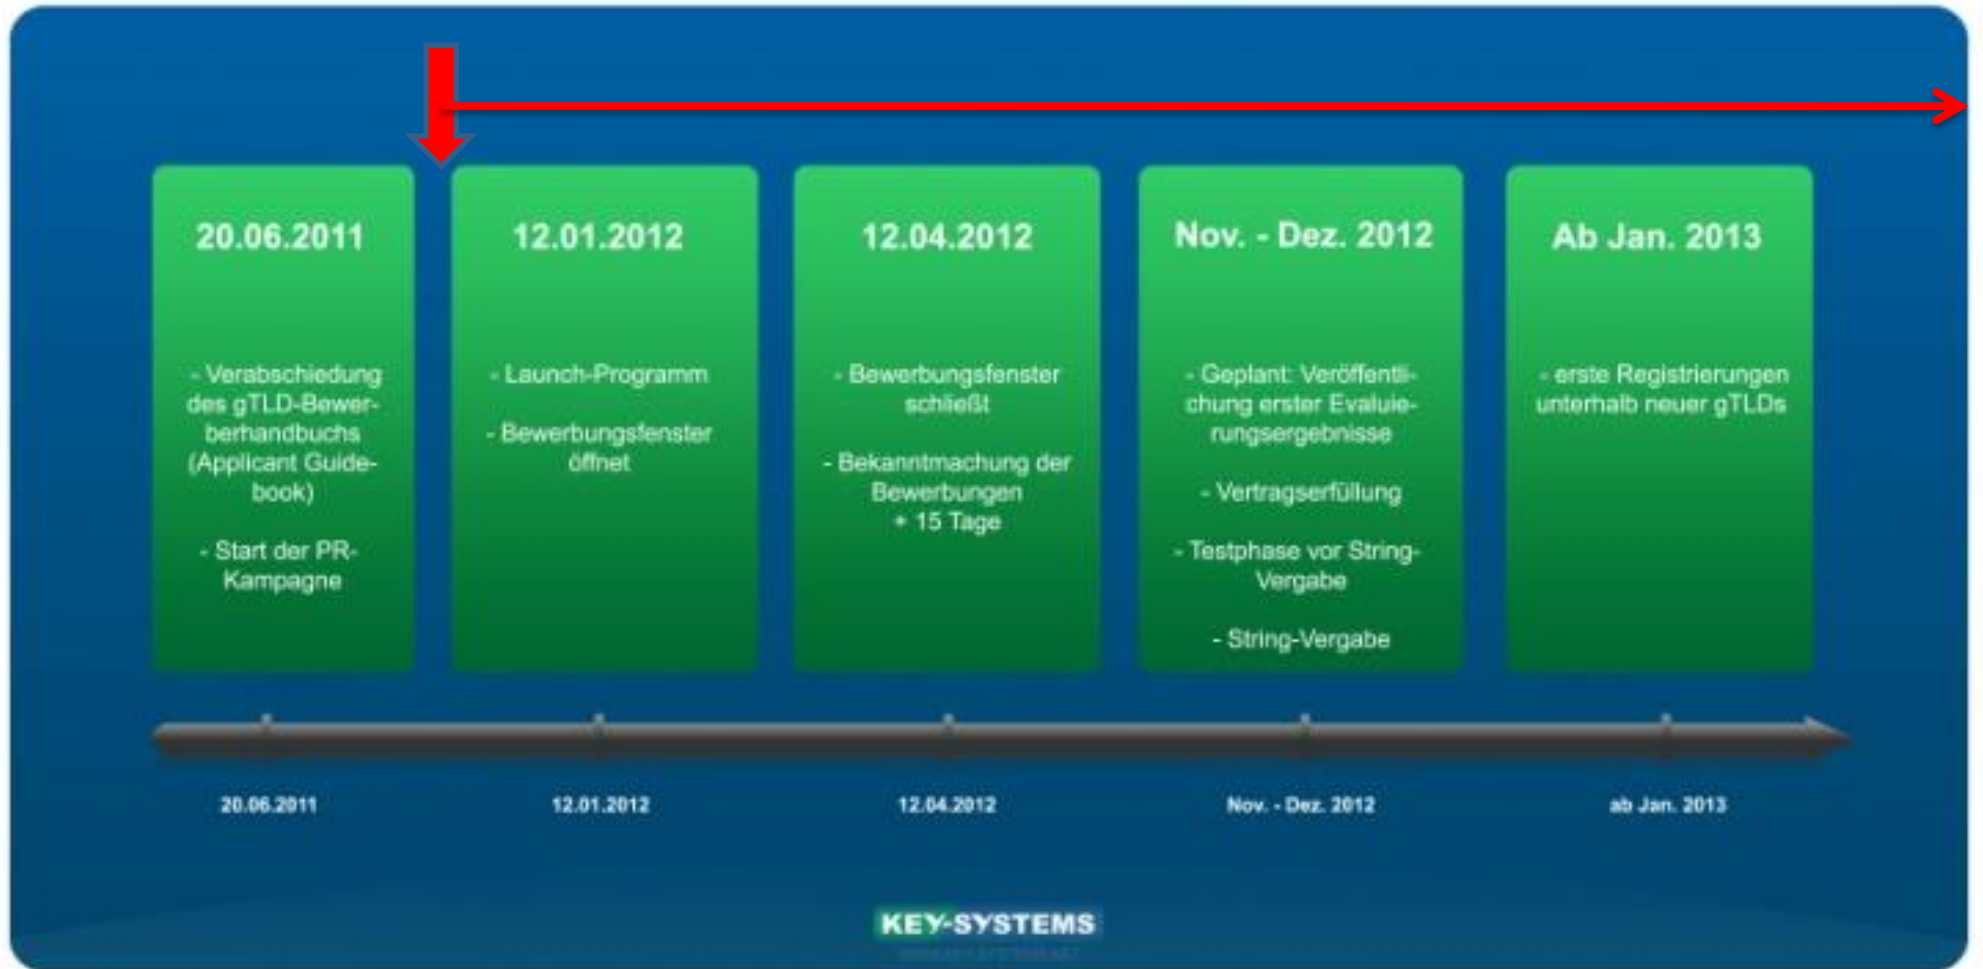 20.06.2011
- Verabschiedung
des gTLD-Bewer-
berhandbuchs
(Applicant Guide-
book)
- Start der PR-
Kampagne
12.01.2012
- Launch-Programm
- Bewerbungsfenster
öffnet
12.04.2012
- Bewerbungsfenster
schließt
- Bekanntmachung der
Bewerbungen
+ 15 Tage
Nov. - Dez. 2012
- Geplant: Veröffentli-
chung erster Evaluie-
rungsergebnisse
- Vertragserfüllung
- Testphase vor String-
Vergabe
- String-Vergabe
Ab Jan. 2013
- erste Registrierungen
unterhalb neuer gTLDs
20.06.2011
12.01.2012
12.04.2012
Nov. - Dez. 2012
ab Jan. 2013
KEY-SYSTEMS